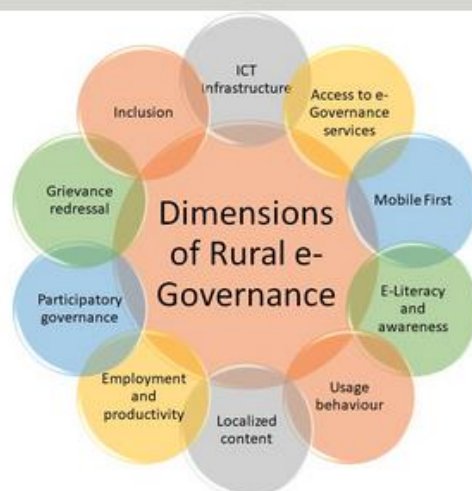 ICT
Infrastructure
Access to e-
Governance
services
Mobile First
E-Literacy
and
awareness
Usage
behaviour
Localized
content
Employment
and
productivity
Participatory
governance
Grievance
redressal
Inclusion
Dimensions
of Rural e-
Governance